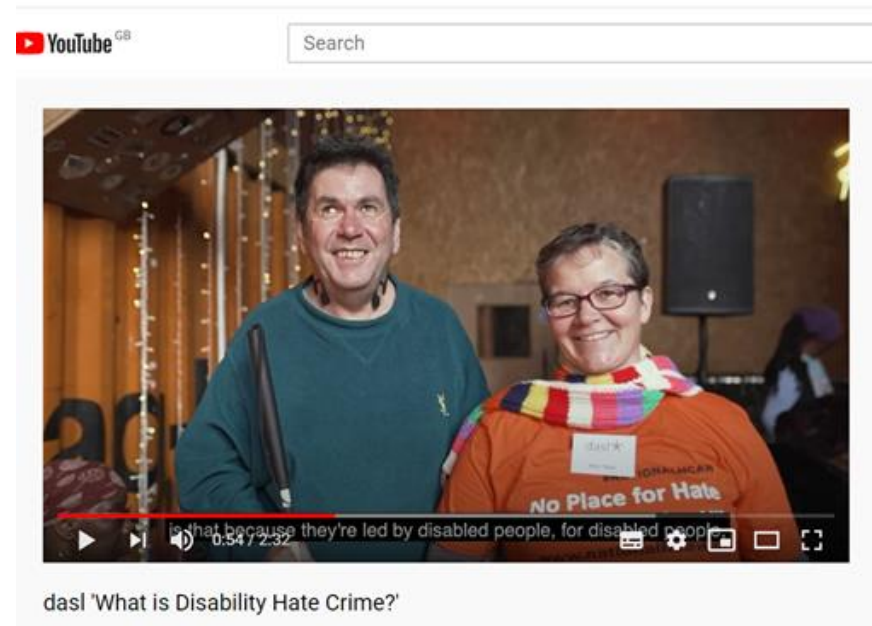 YouTube GB
Search
dasl
No Place for Hate
is that because they're led by disabled people, for disabled people
0:54 / 2:32
dasl 'What is Disability Hate Crime?'